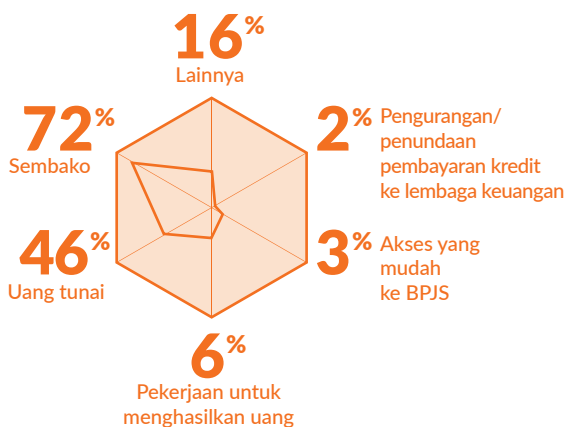 16%
Lainnya
72%
Sembako
2%
Pengurangan/
penundaan
pembayaran kredit
ke lembaga keuangan
46%
Uang tunai
3%
Akses yang
mudah
ke BPJS
6%
Pekerjaan untuk
menghasilkan uang